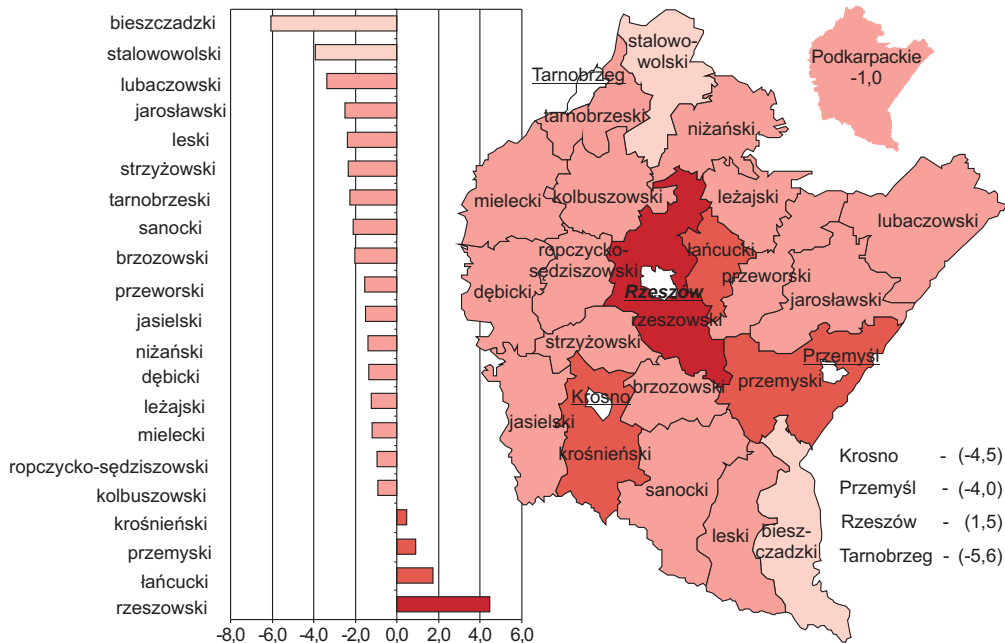 bieszczadzki
stalowowolski
lubaczowski
jarosławski
leski
strzyżowski
tarnobrzeski
sanocki
brzozowski
przeworski
jasielski
niżański
dębicki
leżajski
mielecki
ropczycko-sędziszowski
kolbuszowski
krośnieński
przemyski
łańcucki
rzeszowski
-8,0 -6,0 -4,0 -2,0 0,0 2,0 4,0 6,0
stalowo-
wolski
Tarnobrzeg
tarnobrzeski
niżański
mielecki
kolbuszowski
leżajski
lubaczowski
ropczycko-
sędziszowski
łańcucki
przeworski
dębicki
Rzeszów
jarosławski
rzeszowski
strzyżowski
Przemyśl
brzozowski
przemyski
Krosno
jasielski
krośnieński
sanocki
leski
biesz-
czadzki
Podkarpackie
-1,0
Krosno - (-4,5)
Przemyśl - (-4,0)
Rzeszów - (1,5)
Tarnobrzeg - (-5,6)